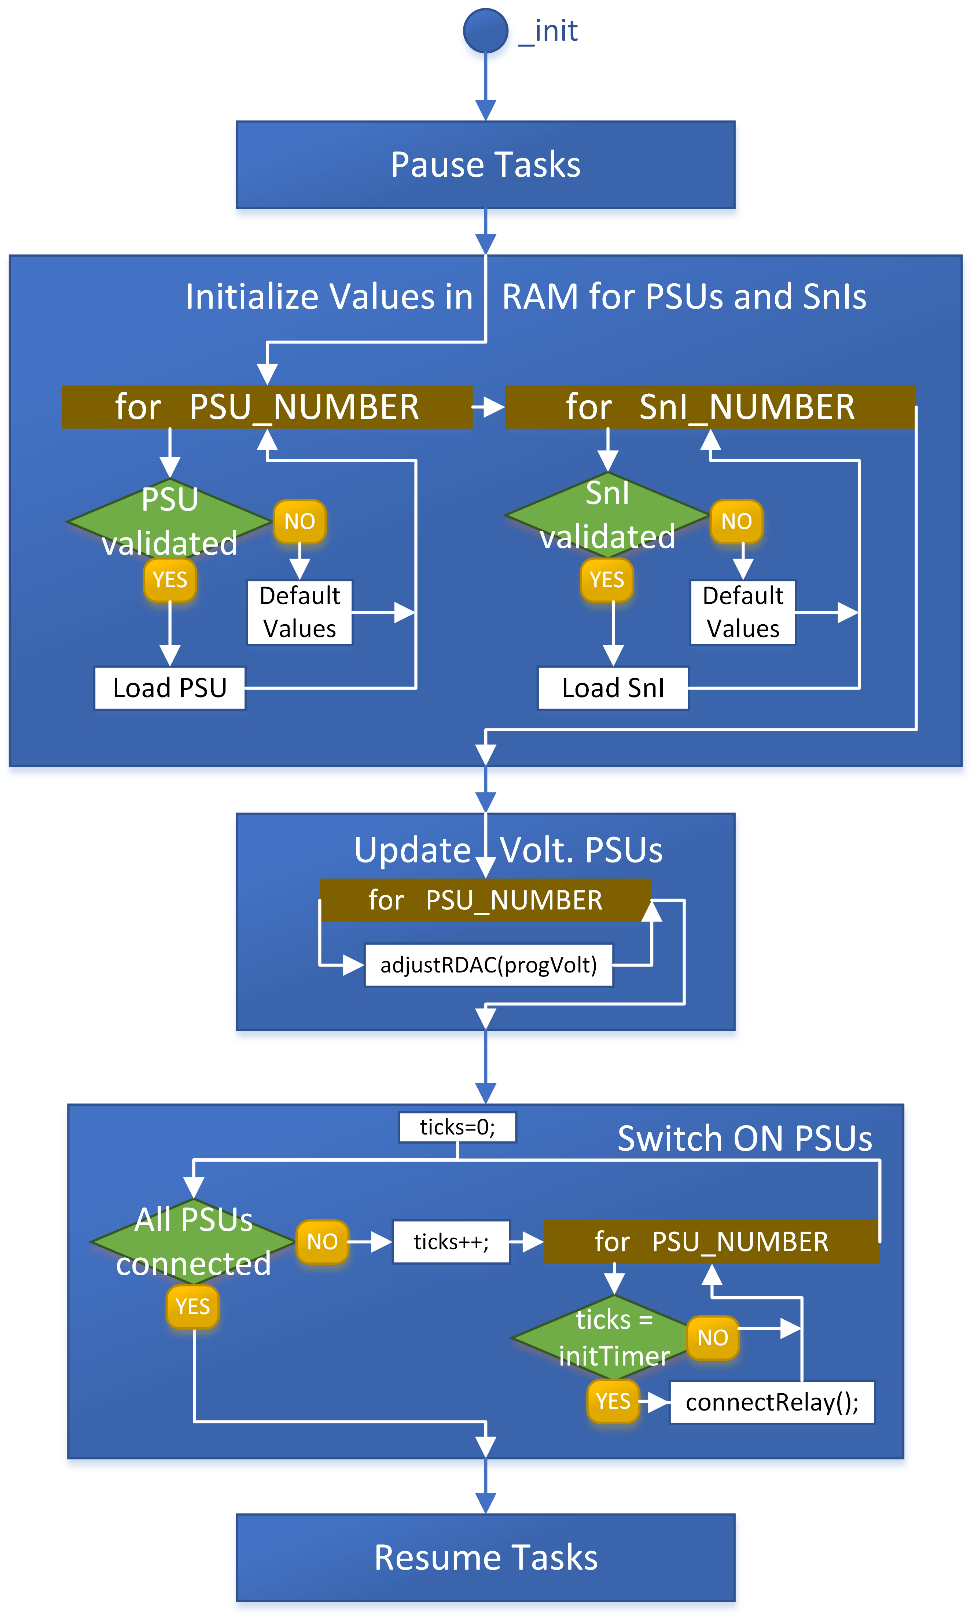 _init
Pause Tasks
Initialize Values in RAM for PSUs and SnIs
for PSU_NUMBER
for SnI_NUMBER
PSU
validated
NO
YES
Default
Values
Load PSU
SnI
validated
NO
YES
Default
Values
Load SnI
Update Volt. PSUs
for PSU_NUMBER
adjustRDAC(progVolt)
ticks=0;
Switch ON PSUs
All PSUs
connected
NO
YES
ticks++;
for PSU_NUMBER
ticks =
initTimer
NO
YES
connectRelay();
Resume Tasks